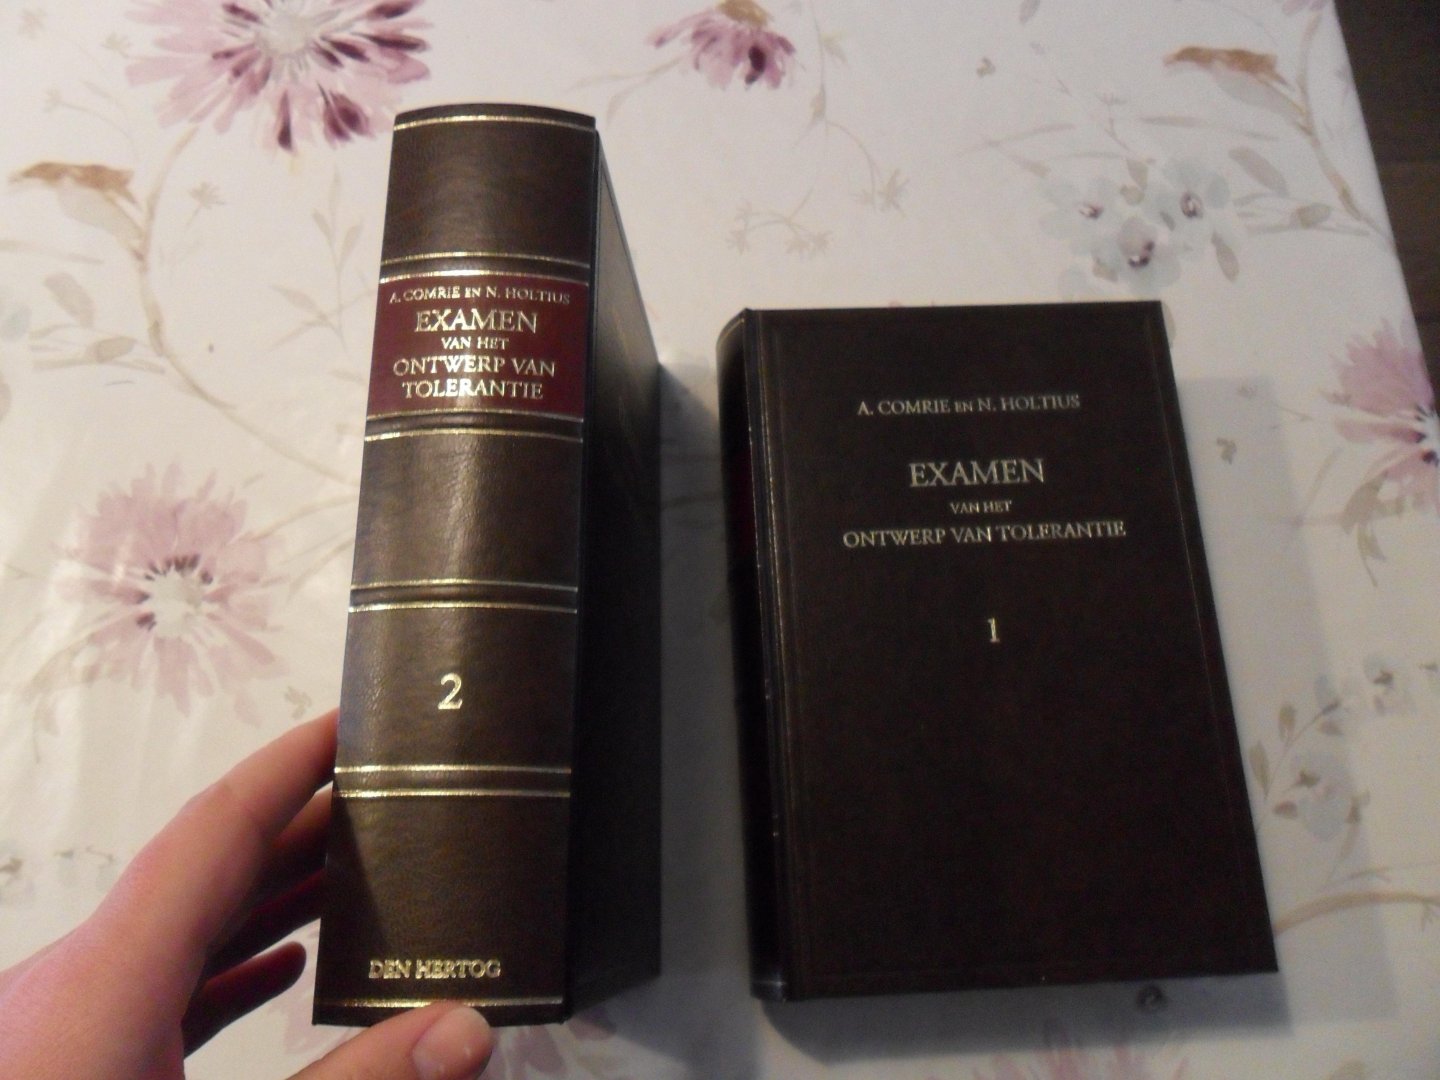 A. COMRIE EN N. HOLTIUS
EXAMEN
VAN HET
ONTWERP VAN
TOLERANTIE
2
DEN HERTOG
A. COMRIE EN N. HOLTIUS
EXAMEN
VAN HET
ONTWERP VAN TOLERANTIE
1